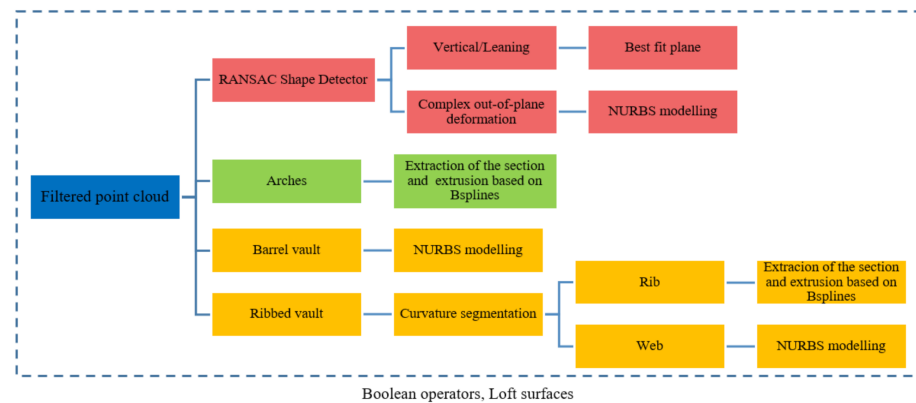 Vertical/Leaning
Best fit plane
RANSAC Shape Detector
Complex out-of-plane
deformation
NURBS modelling
Filtered point cloud
Arches
Extraction of the section
and extrusion based on
Bsplines
Barrel vault
NURBS modelling
Ribbed vault
Curvature segmentation
Rib
Extracion of the section
and extrusion based on
Bsplines
Web
NURBS modelling
Boolean operators, Loft surfaces